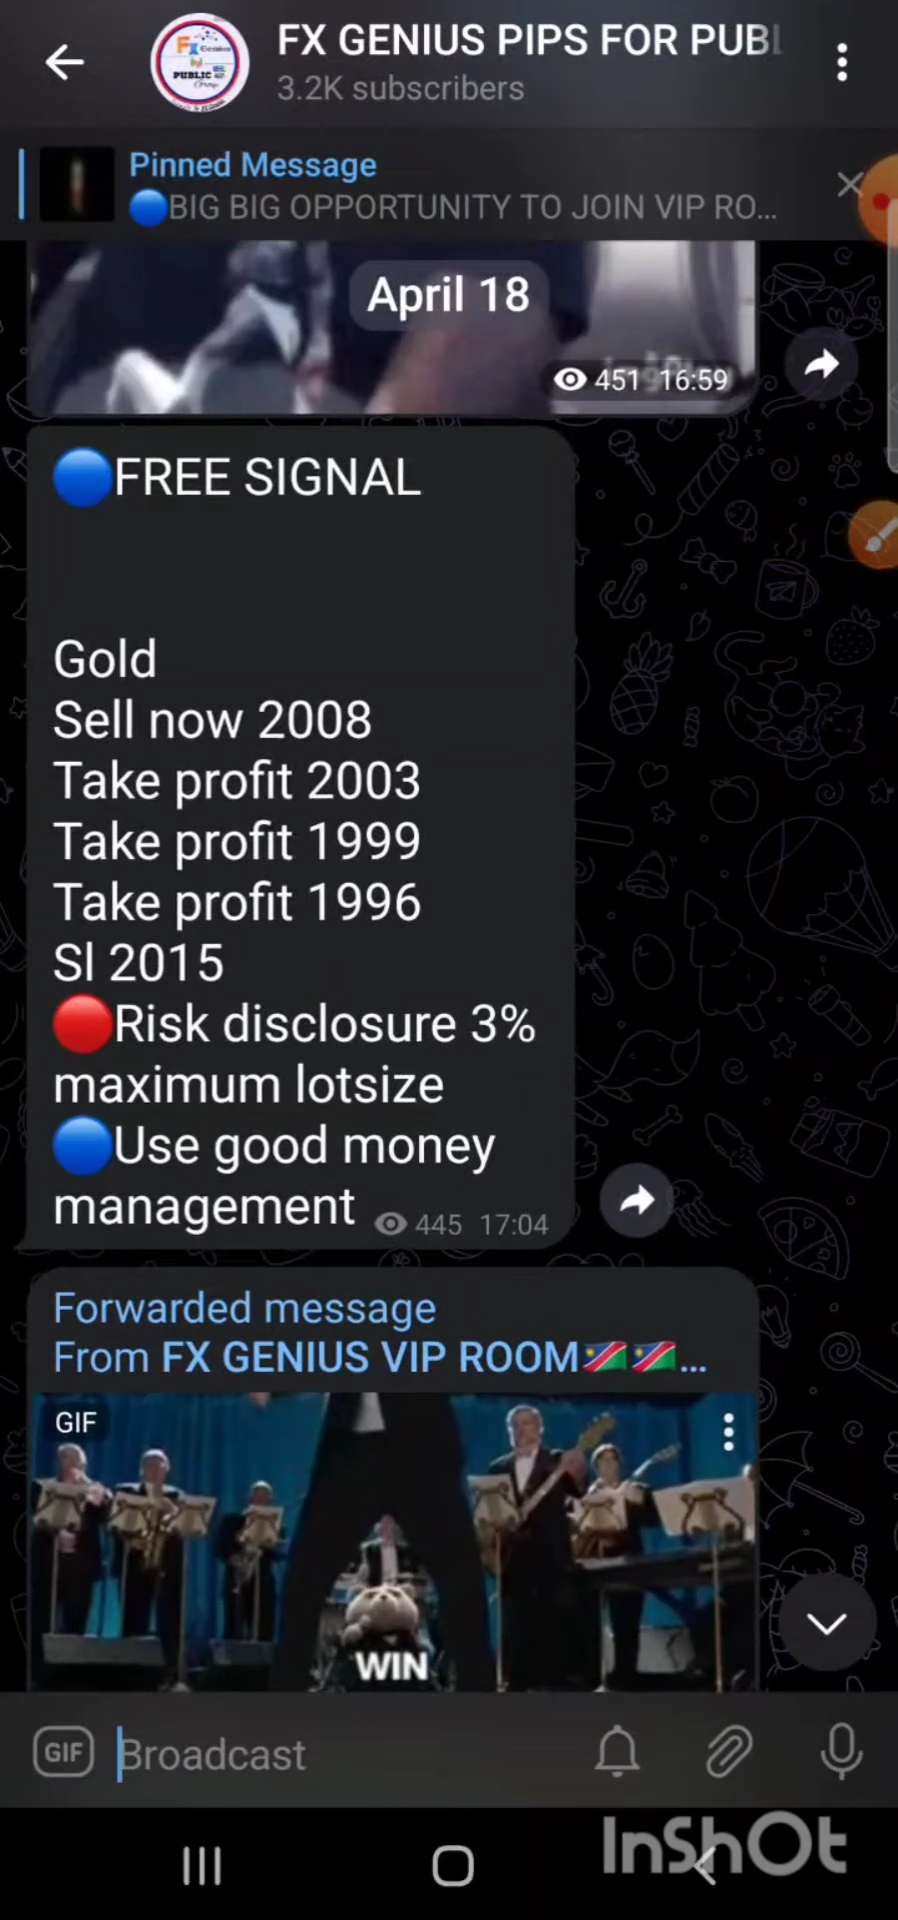 FX GENIUS PIPS FOR PUBL
3.2K subscribers
Pinned Message
🔵BIG BIG OPPORTUNITY TO JOIN VIP RO...
April 18
451 16:59
🔵FREE SIGNAL
Gold
Sell now 2008
Take profit 2003
Take profit 1999
Take profit 1996
Sl 2015
🔴Risk disclosure 3%
maximum lotsize
🔵Use good money
management
445 17:04
Forwarded message
From FX GENIUS VIP ROOM🇳🇦🇳🇦...
GIF
WIN
GIF
Broadcast
InShOt